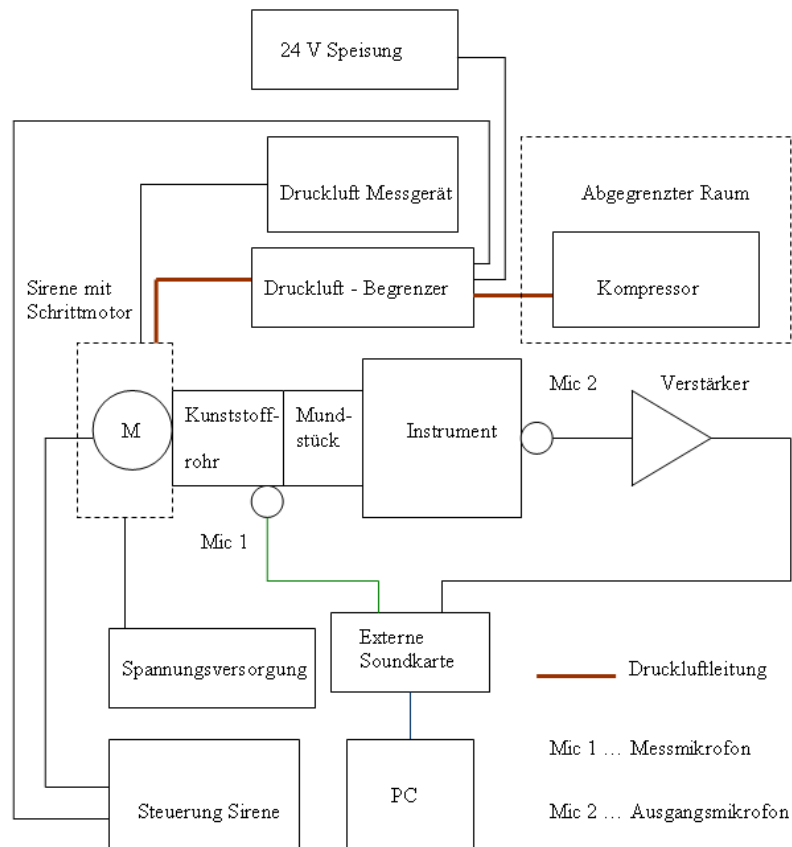 24 V Speisung
Druckluft Messgerät
Abgegrenzter Raum
Sirene mit
Schrittmotor
Druckluft - Begrenzer
Kompressor
Mic 2
Verstärker
M
Kunststoff-
rohr
Mund-
stück
Instrument
Mic 1
Externe
Soundkarte
Spannungsversorgung
Druckluftleitung
Mic 1 ... Messmikrofon
Steuerung Sirene
PC
Mic 2 ... Ausgangsmikrofon